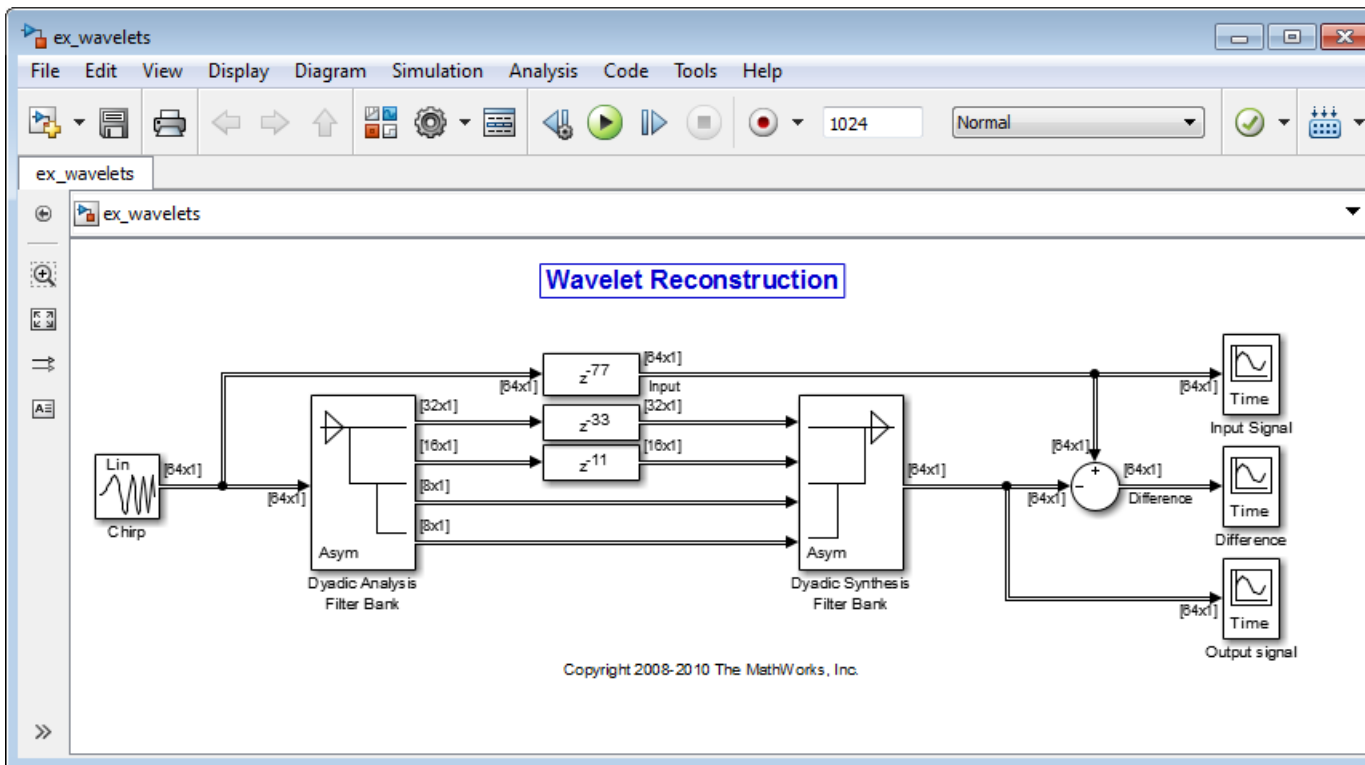 ex_wavelets
File Edit View Display Diagram Simulation Analysis Code Tools Help
1024 Normal
ex_wavelets
ex_wavelets
Wavelet Reconstruction
Lin
Chirp
[64x1]
[64x1]
[64x1]
z-77
[64x1]
Input
[32x1]
z-33
[32x1]
[16x1]
z-11
[16x1]
[8x1]
[8x1]
Asym
Dyadic Analysis
Filter Bank
Asym
Dyadic Synthesis
Filter Bank
[64x1]
[64x1]
[64x1]
+
-
[64x1]
Difference
[64x1]
Time
Input Signal
Time
Difference
[64x1]
Time
Output signal
Copyright 2008-2010 The MathWorks, Inc.